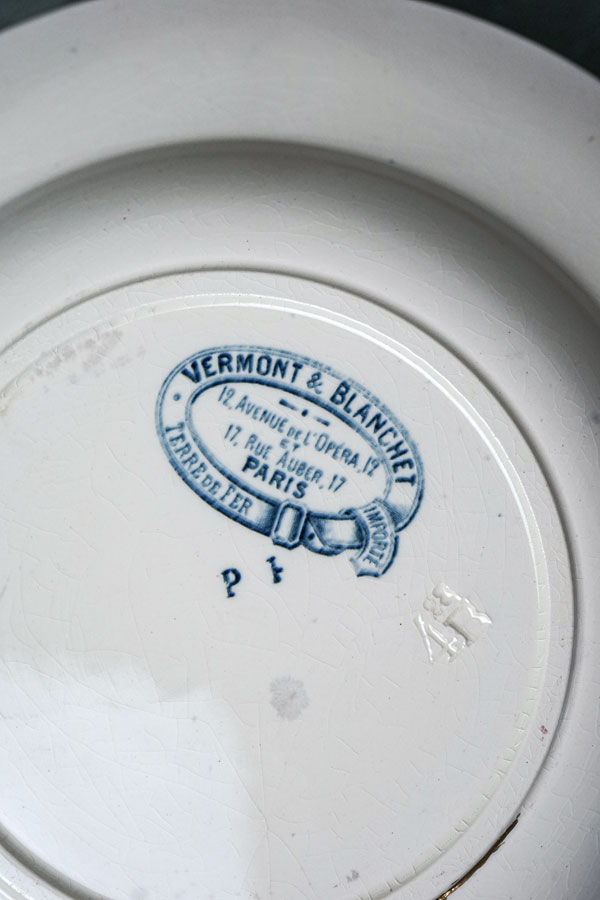 VERMONT & BLANCHET
12, AVENUE DE L'OPÉRA, 12
ET
17, RUE AUBER, 17
PARIS
TERRE DE FER
IMPORTÉ
P